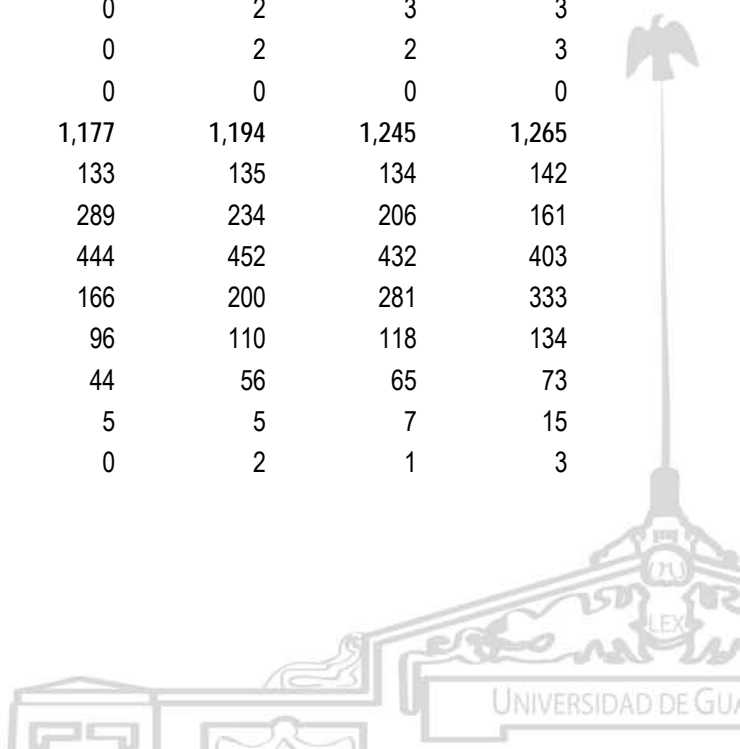 0 2 3 3
0 2 2 3
0 0 0 0
1,177 1,194 1,245 1,265
133 135 134 142
289 234 206 161
444 452 432 403
166 200 281 333
96 110 118 134
44 56 65 73
5 5 7 15
0 2 1 3
LEX
UNIVERSIDAD DE GUA